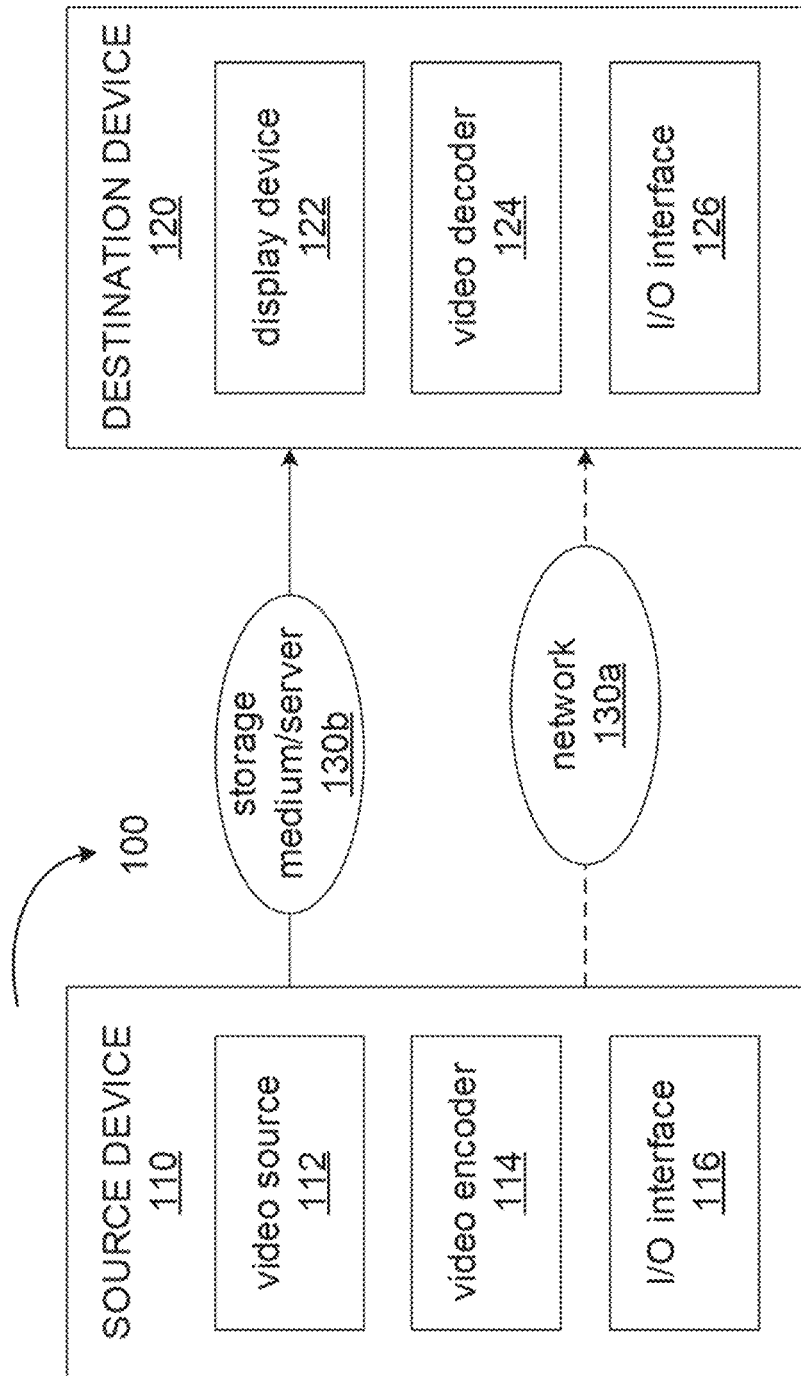 100
SOURCE DEVICE
110
video source
112
video encoder
114
I/O interface
116
storage
medium/server
130b
network
130a
DESTINATION DEVICE
120
display device
122
video decoder
124
I/O interface
126